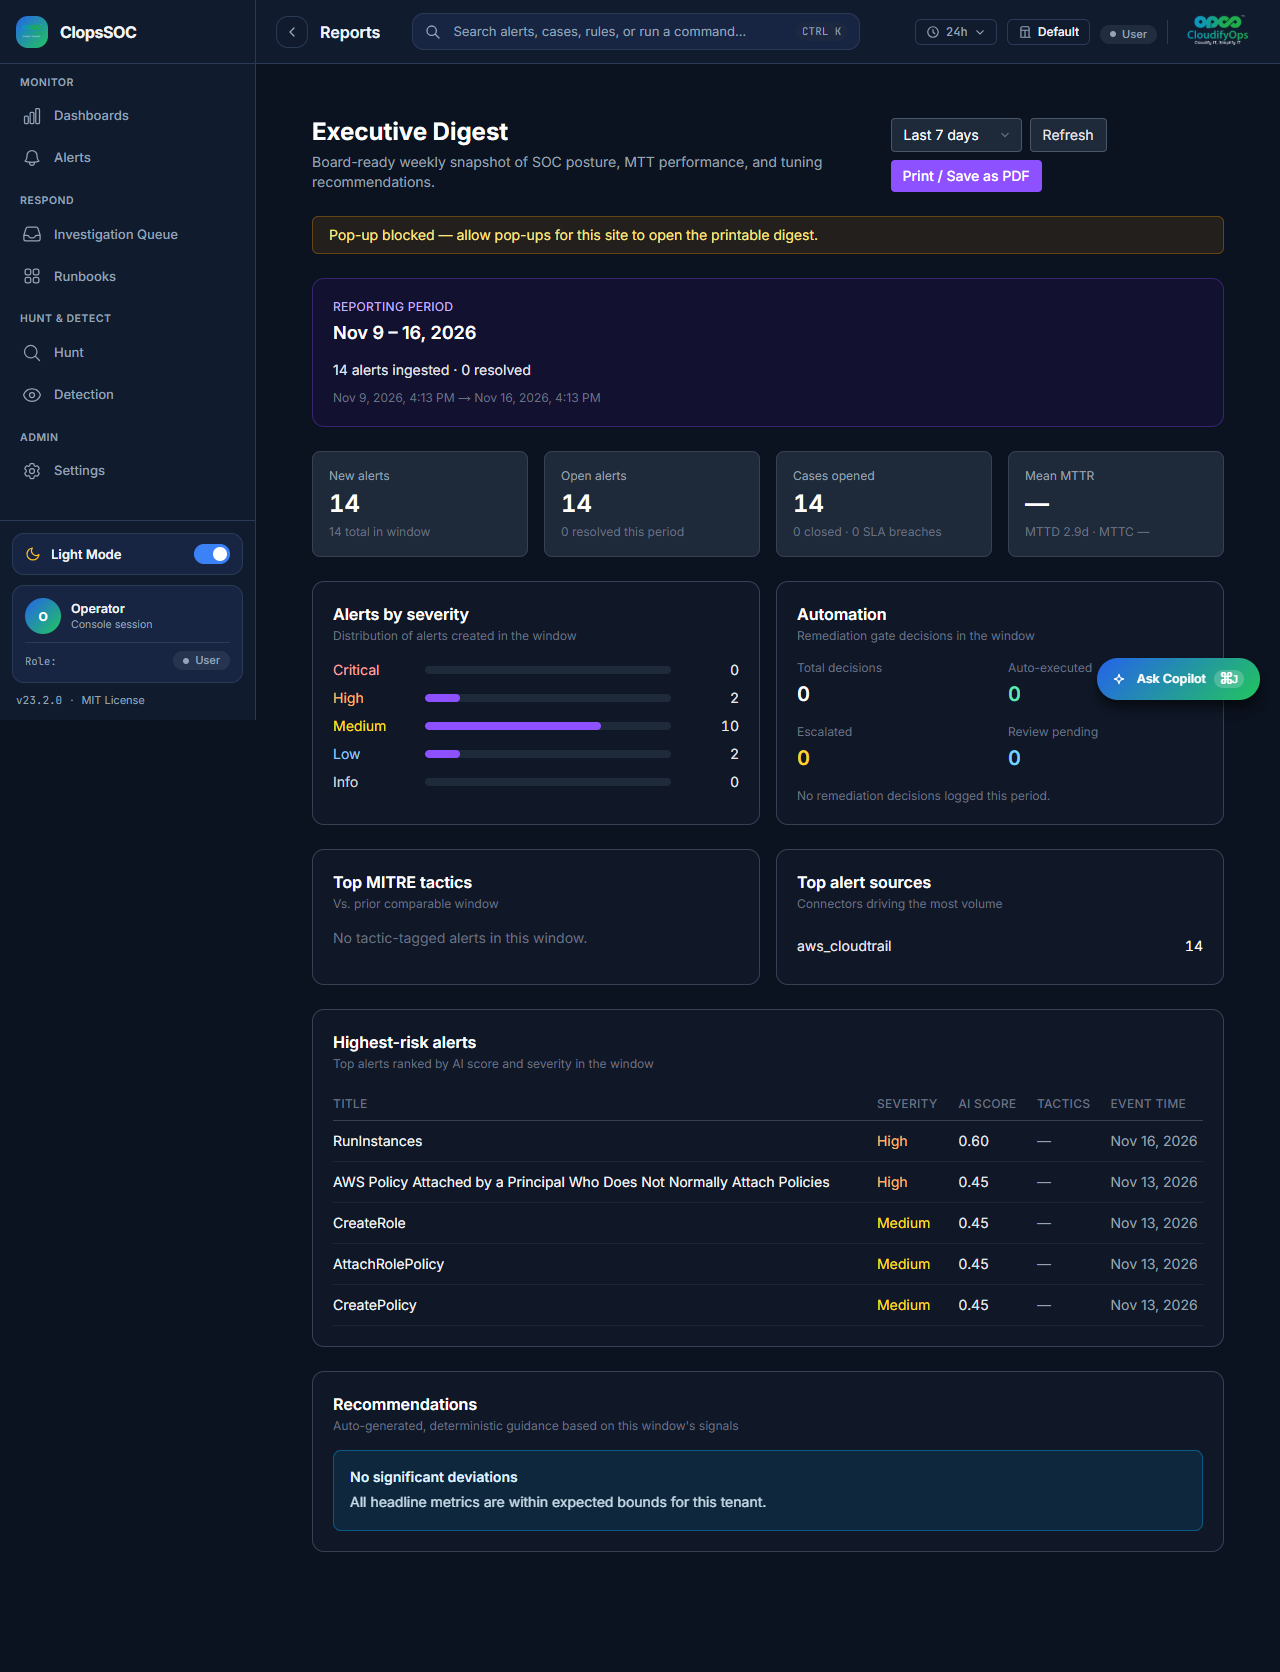 ClopsSOC
Reports
Search alerts, cases, rules, or run a command...
CTRL K
24h
Default
User
CloudifyOps
Cloudify IT, Simplify IT
MONITOR
Dashboards
Alerts
RESPOND
Investigation Queue
Runbooks
HUNT & DETECT
Hunt
Detection
ADMIN
Settings
Light Mode
O
Operator
Console session
Role:
User
v23.2.0 · MIT License
Executive Digest
Board-ready weekly snapshot of SOC posture, MTT performance, and tuning
recommendations.
Last 7 days
Refresh
Print / Save as PDF
Pop-up blocked — allow pop-ups for this site to open the printable digest.
REPORTING PERIOD
Nov 9 – 16, 2026
14 alerts ingested · 0 resolved
Nov 9, 2026, 4:13 PM → Nov 16, 2026, 4:13 PM
New alerts
14
14 total in window
Open alerts
14
0 resolved this period
Cases opened
14
0 closed · 0 SLA breaches
Mean MTTR
—
MTTD 2.9d · MTTC —
Alerts by severity
Distribution of alerts created in the window
Critical 0
High 2
Medium 10
Low 2
Info 0
Automation
Remediation gate decisions in the window
Total decisions
0
Auto-executed
0
Escalated
0
Review pending
0
No remediation decisions logged this period.
Ask Copilot ⌘J
Top MITRE tactics
Vs. prior comparable window
No tactic-tagged alerts in this window.
Top alert sources
Connectors driving the most volume
aws_cloudtrail 14
Highest-risk alerts
Top alerts ranked by AI score and severity in the window
TITLE SEVERITY AI SCORE TACTICS EVENT TIME
RunInstances High 0.60 — Nov 16, 2026
AWS Policy Attached by a Principal Who Does Not Normally Attach Policies High 0.45 — Nov 13, 2026
CreateRole Medium 0.45 — Nov 13, 2026
AttachRolePolicy Medium 0.45 — Nov 13, 2026
CreatePolicy Medium 0.45 — Nov 13, 2026
Recommendations
Auto-generated, deterministic guidance based on this window's signals
No significant deviations
All headline metrics are within expected bounds for this tenant.